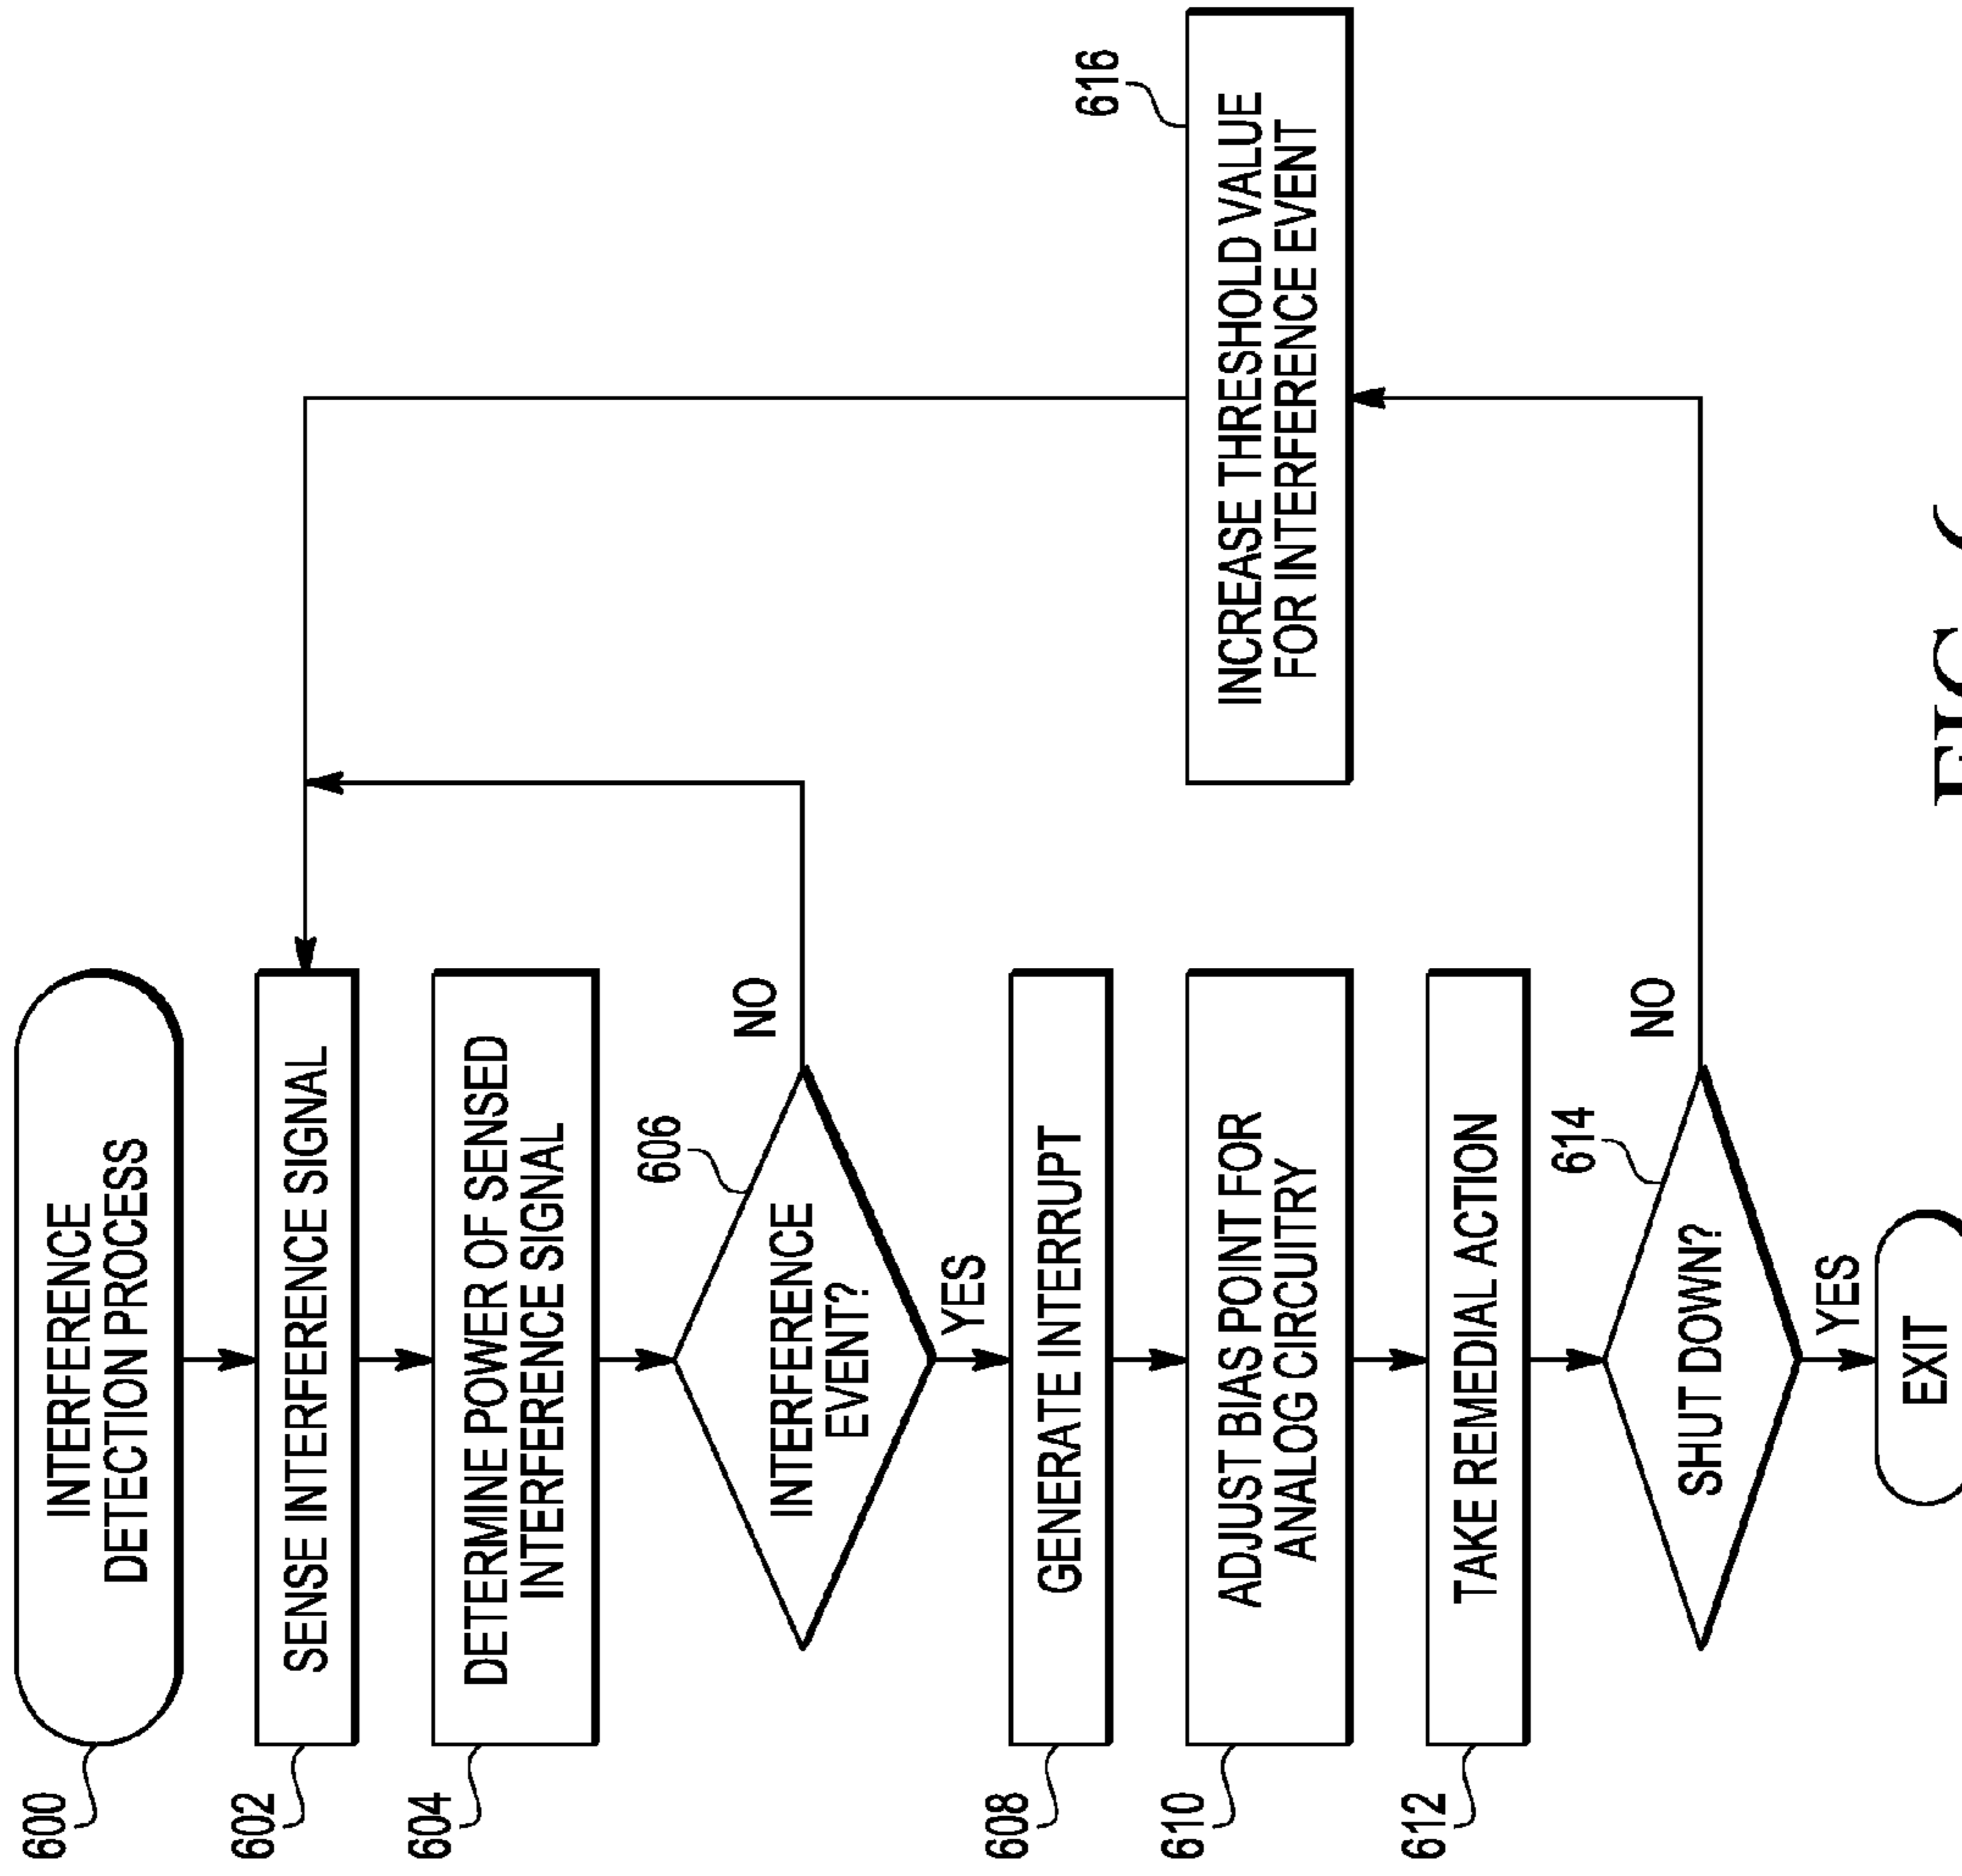 600
INTERFERENCE
DETECTION PROCESS
602
SENSE INTERFERENCE SIGNAL
604
DETERMINE POWER OF SENSED
INTERFERENCE SIGNAL
606
INTERFERENCE
EVENT?
NO
YES
608
GENERATE INTERRUPT
610
ADJUST BIAS POINT FOR
ANALOG CIRCUITRY
616
INCREASE THRESHOLD VALUE
FOR INTERFERENCE EVENT
612
TAKE REMEDIAL ACTION
614
SHUT DOWN?
NO
YES
EXIT